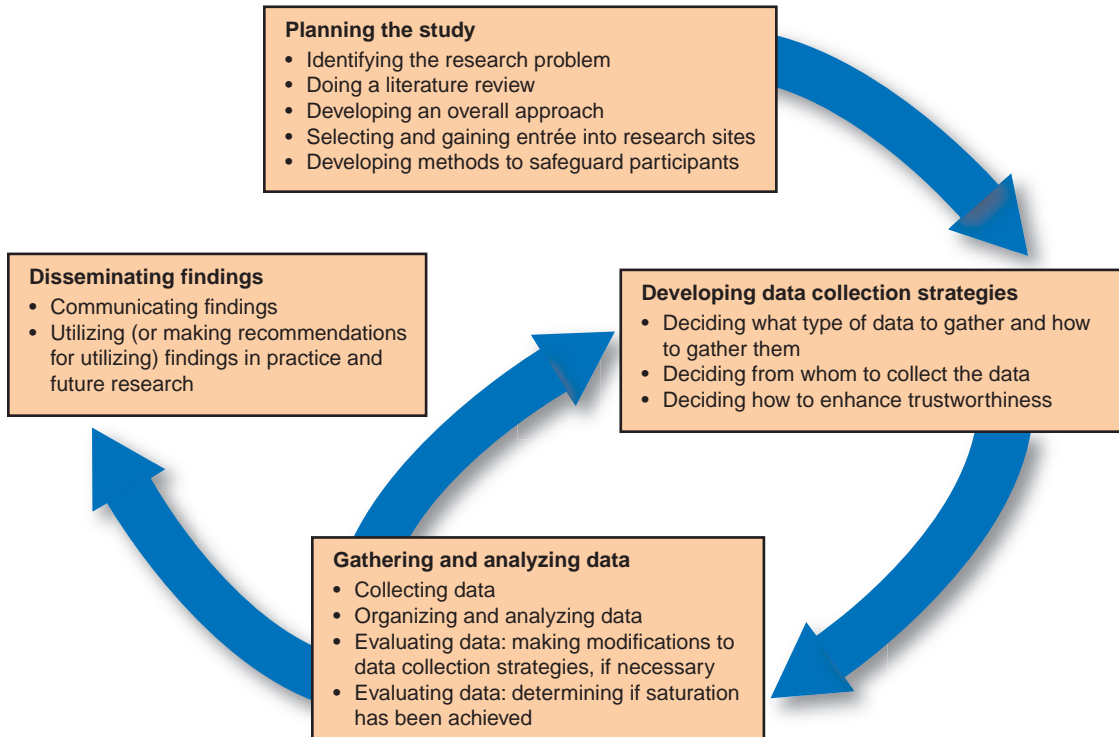 Planning the study
• Identifying the research problem
• Doing a literature review
• Developing an overall approach
• Selecting and gaining entrée into research sites
• Developing methods to safeguard participants
Developing data collection strategies
• Deciding what type of data to gather and how
to gather them
• Deciding from whom to collect the data
• Deciding how to enhance trustworthiness
Gathering and analyzing data
• Collecting data
• Organizing and analyzing data
• Evaluating data: making modifications to
data collection strategies, if necessary
• Evaluating data: determining if saturation
has been achieved
Disseminating findings
• Communicating findings
• Utilizing (or making recommendations
for utilizing) findings in practice and
future research